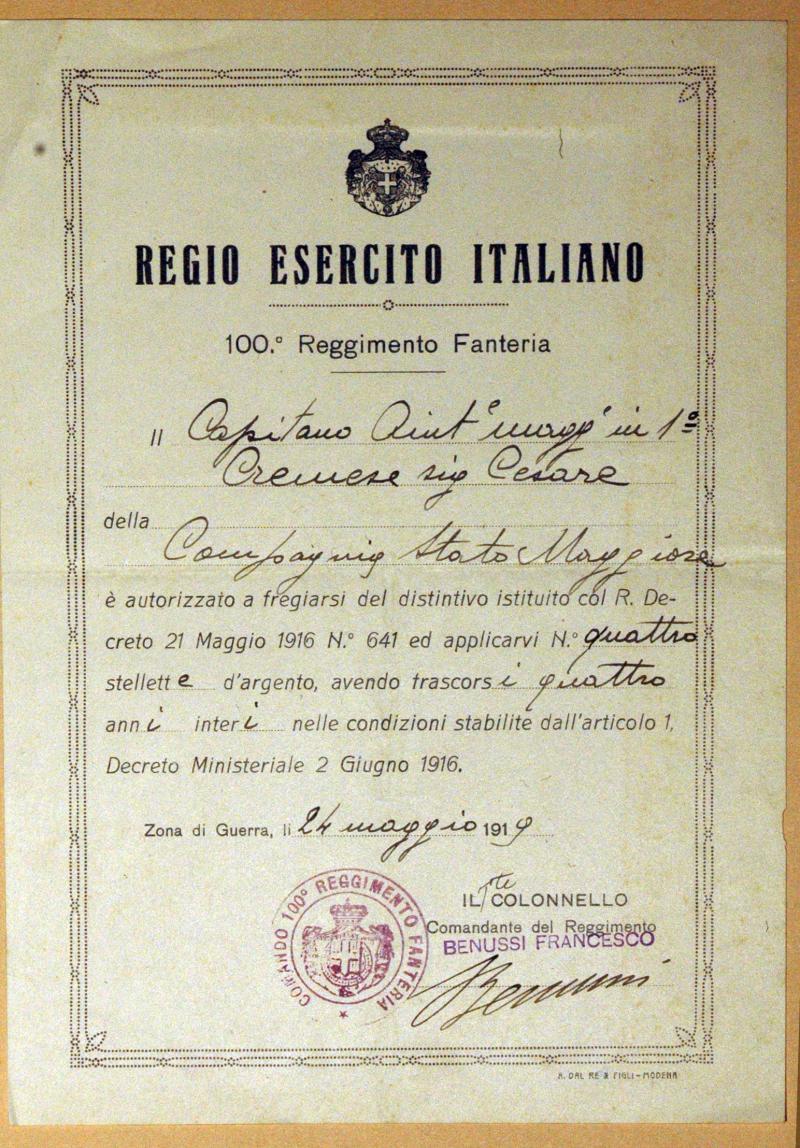 REGIO ESERCITO ITALIANO
100.° Reggimento Fanteria
Il Capitano Aiut.e magg.e in 1º
Cremese sig Cesare
della
Compagnia Stato Maggiore
è autorizzato a fregiarsi del distintivo istituito col R. De-
creto 21 Maggio 1916 N.° 641 ed applicarvi N.° quattro
stellette d'argento, avendo trascorsi quattro
anni interi nelle condizioni stabilite dall'articolo 1,
Decreto Ministeriale 2 Giugno 1916.
Zona di Guerra, li 24 maggio 1919
COMANDO 100º REGGIMENTO FANTERIA
IL Tte COLONNELLO
Comandante del Reggimento
BENUSSI FRANCESCO
Benussi
A. DAL RE & FIGLI - MODENA